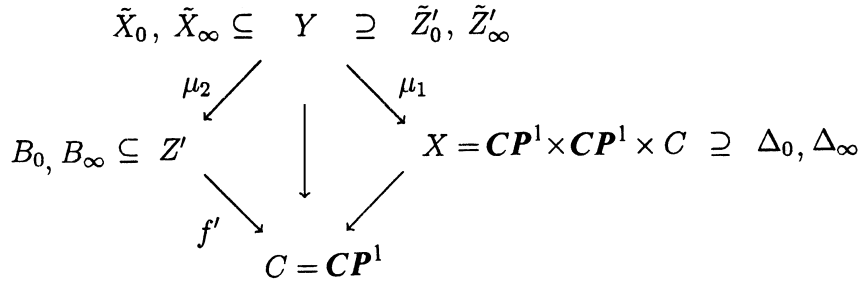 X̃₀, X̃∞ ⊆ Y ⊇ Z̃′₀, Z̃′∞
μ₂ μ₁
B₀, B∞ ⊆ Z′ X = CP¹ × CP¹ × C ⊇ Δ₀, Δ∞
f′
C = CP¹